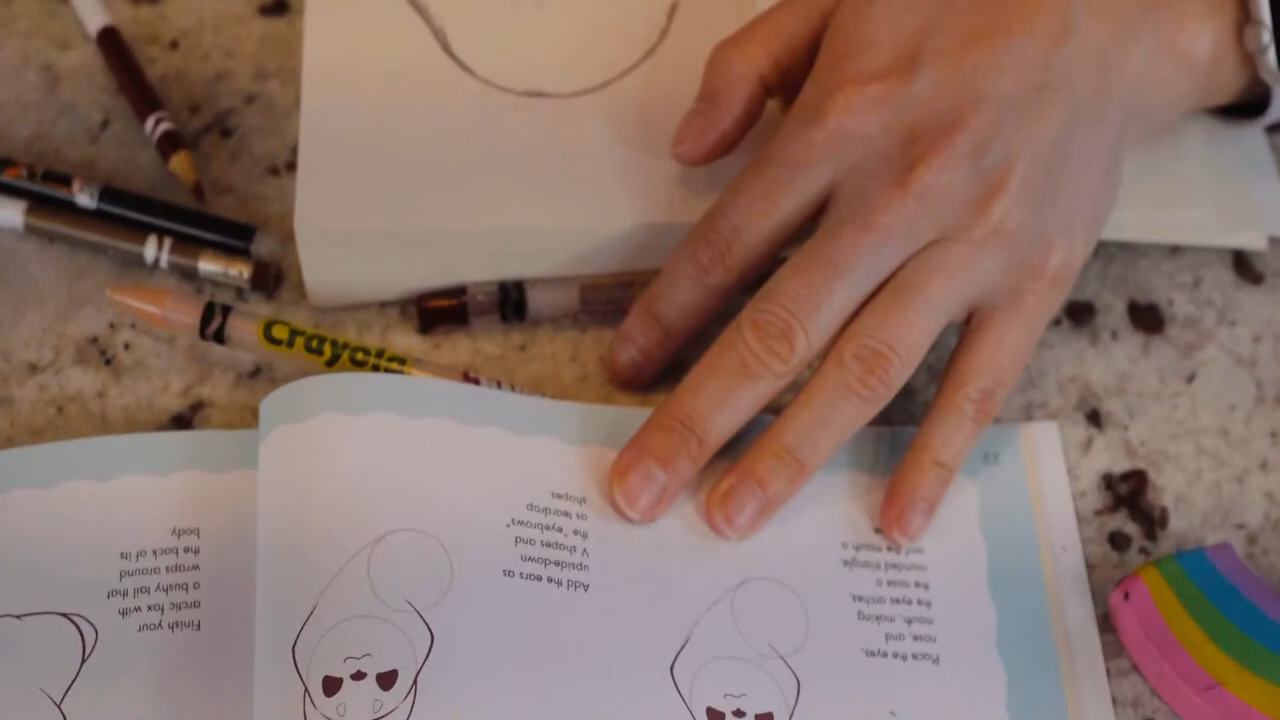 Crayola
Place the eyes,
nose, and
mouth, making
the eyes arches,
the nose a
rounded triangle,
and the mouth a
Add the ears as
upside-down
V shapes and
the "eyebrows"
as teardrop
shapes.
Finish your
arctic fox with
a bushy tail that
wraps around
the back of its
body